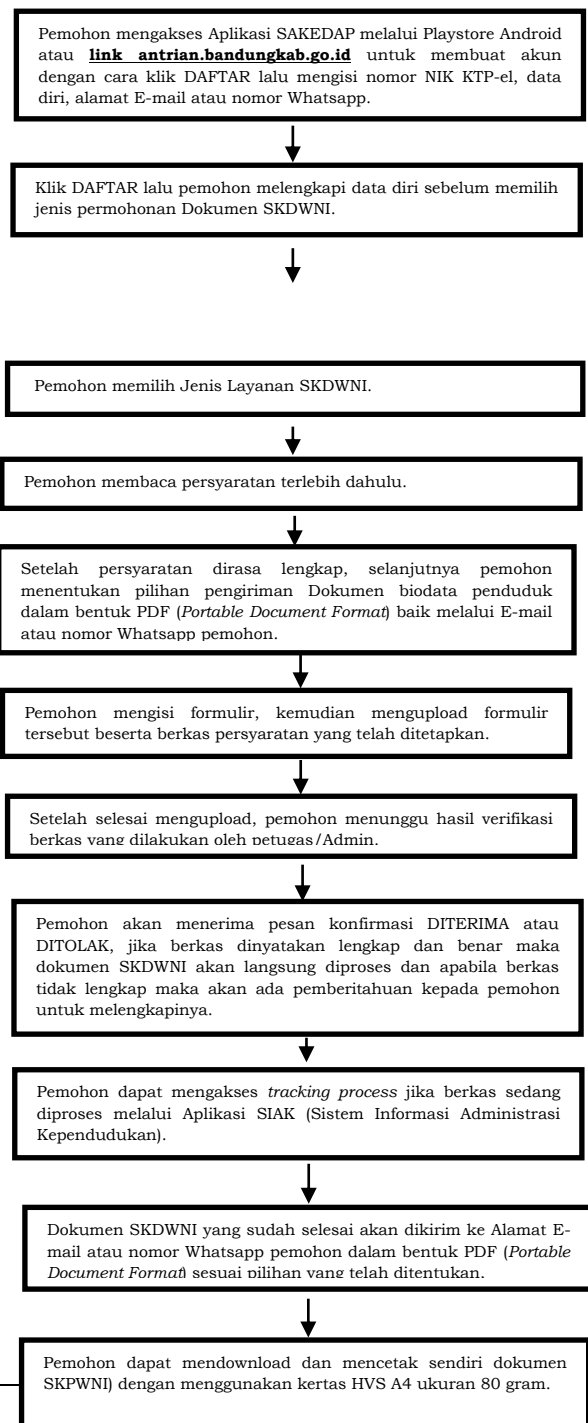 Pemohon mengakses Aplikasi SAKEDAP melalui Playstore Android
atau link antrian.bandungkab.go.id untuk membuat akun
dengan cara klik DAFTAR lalu mengisi nomor NIK KTP-el, data
diri, alamat E-mail atau nomor Whatsapp.
Klik DAFTAR lalu pemohon melengkapi data diri sebelum memilih
jenis permohonan Dokumen SKDWNI.
Pemohon memilih Jenis Layanan SKDWNI.
Pemohon membaca persyaratan terlebih dahulu.
Setelah persyaratan dirasa lengkap, selanjutnya pemohon
menentukan pilihan pengiriman Dokumen biodata penduduk
dalam bentuk PDF (Portable Document Format) baik melalui E-mail
atau nomor Whatsapp pemohon.
Pemohon mengisi formulir, kemudian mengupload formulir
tersebut beserta berkas persyaratan yang telah ditetapkan.
Setelah selesai mengupload, pemohon menunggu hasil verifikasi
berkas yang dilakukan oleh petugas/Admin.
Pemohon akan menerima pesan konfirmasi DITERIMA atau
DITOLAK, jika berkas dinyatakan lengkap dan benar maka
dokumen SKDWNI akan langsung diproses dan apabila berkas
tidak lengkap maka akan ada pemberitahuan kepada pemohon
untuk melengkapinya.
Pemohon dapat mengakses tracking process jika berkas sedang
diproses melalui Aplikasi SIAK (Sistem Informasi Administrasi
Kependudukan).
Dokumen SKDWNI yang sudah selesai akan dikirim ke Alamat E-
mail atau nomor Whatsapp pemohon dalam bentuk PDF (Portable
Document Format) sesuai pilihan yang telah ditentukan.
Pemohon dapat mendownload dan mencetak sendiri dokumen
SKPWNI) dengan menggunakan kertas HVS A4 ukuran 80 gram.